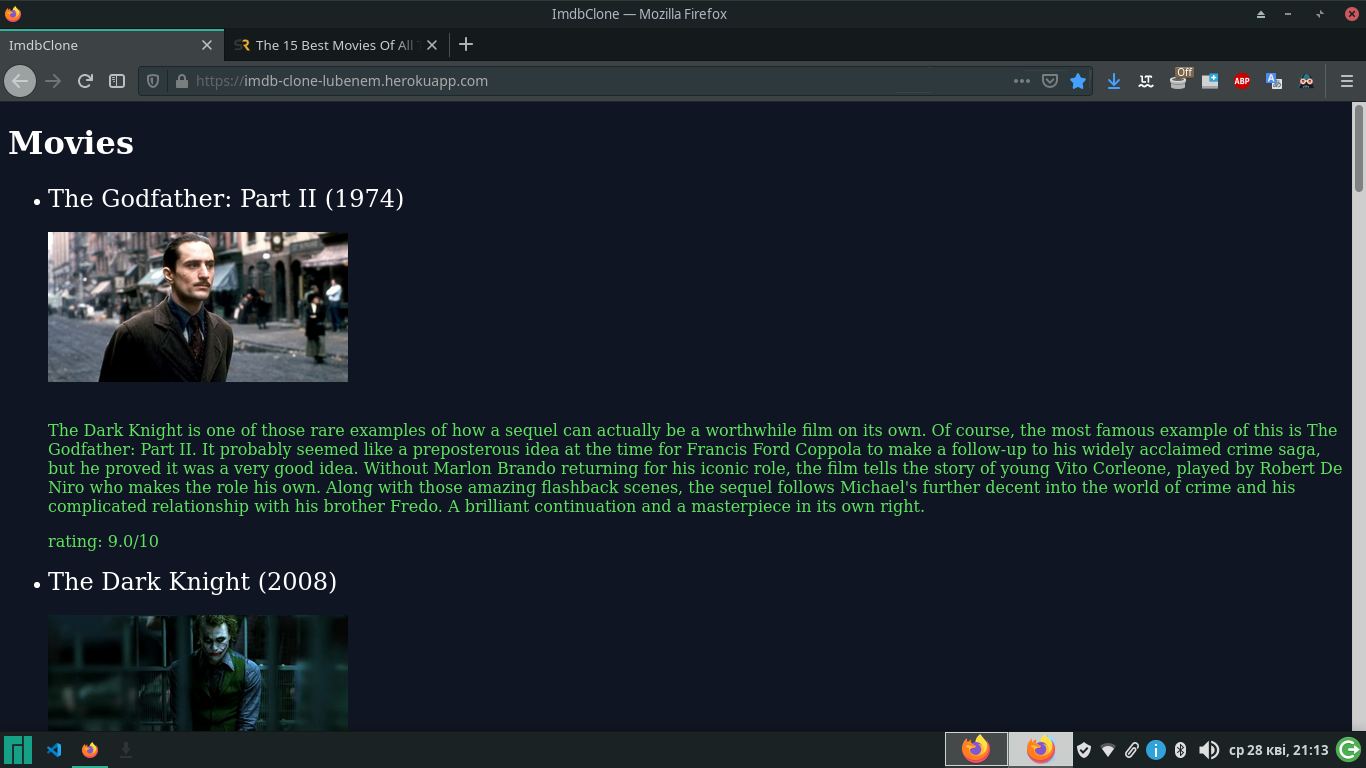 ImdbClone — Mozilla Firefox
ImdbClone
SR The 15 Best Movies Of All
https://imdb-clone-lubenem.herokuapp.com
Off
ABP
Movies
• The Godfather: Part II (1974)
The Dark Knight is one of those rare examples of how a sequel can actually be a worthwhile film on its own. Of course, the most famous example of this is The
Godfather: Part II. It probably seemed like a preposterous idea at the time for Francis Ford Coppola to make a follow-up to his widely acclaimed crime saga,
but he proved it was a very good idea. Without Marlon Brando returning for his iconic role, the film tells the story of young Vito Corleone, played by Robert De
Niro who makes the role his own. Along with those amazing flashback scenes, the sequel follows Michael's further decent into the world of crime and his
complicated relationship with his brother Fredo. A brilliant continuation and a masterpiece in its own right.
rating: 9.0/10
• The Dark Knight (2008)
ср 28 кві, 21:13